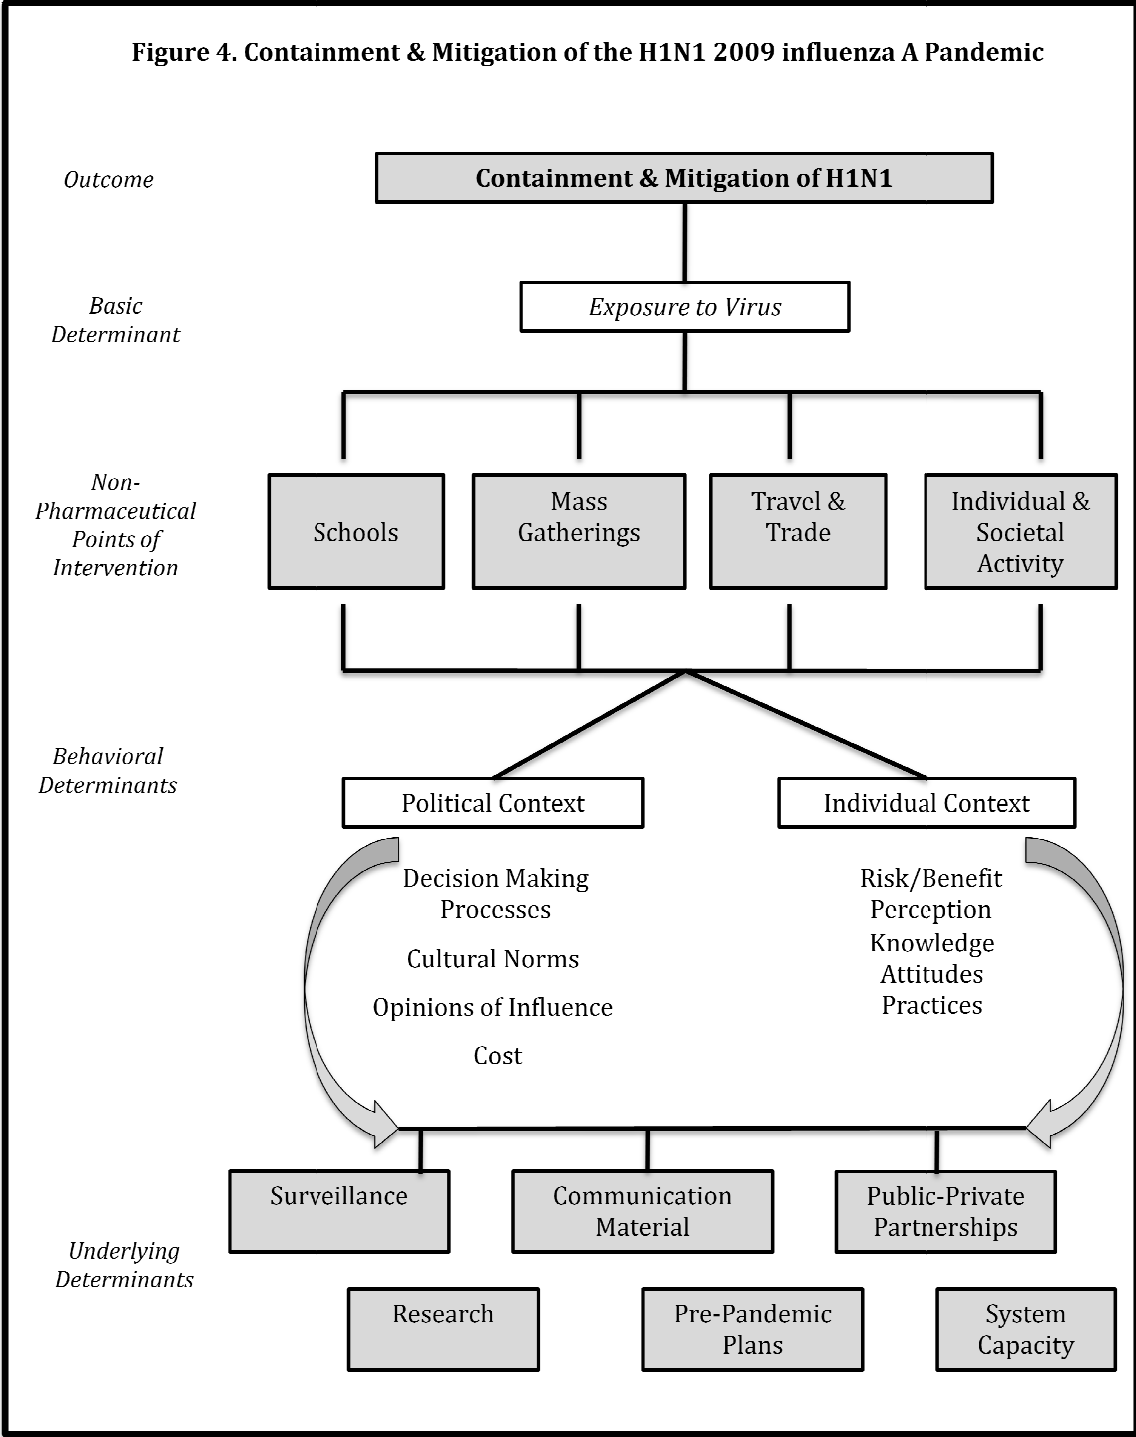 Figure 4. Containment & Mitigation of the H1N1 2009 influenza A Pandemic
Outcome
Containment & Mitigation of H1N1
Basic
Determinant
Exposure to Virus
Non-
Pharmaceutical
Points of
Intervention
Schools
Mass
Gatherings
Travel &
Trade
Individual &
Societal
Activity
Behavioral
Determinants
Political Context
Individual Context
Decision Making
Processes
Cultural Norms
Opinions of Influence
Cost
Risk/Benefit
Perception
Knowledge
Attitudes
Practices
Underlying
Determinants
Surveillance
Communication
Material
Public-Private
Partnerships
Research
Pre-Pandemic
Plans
System
Capacity